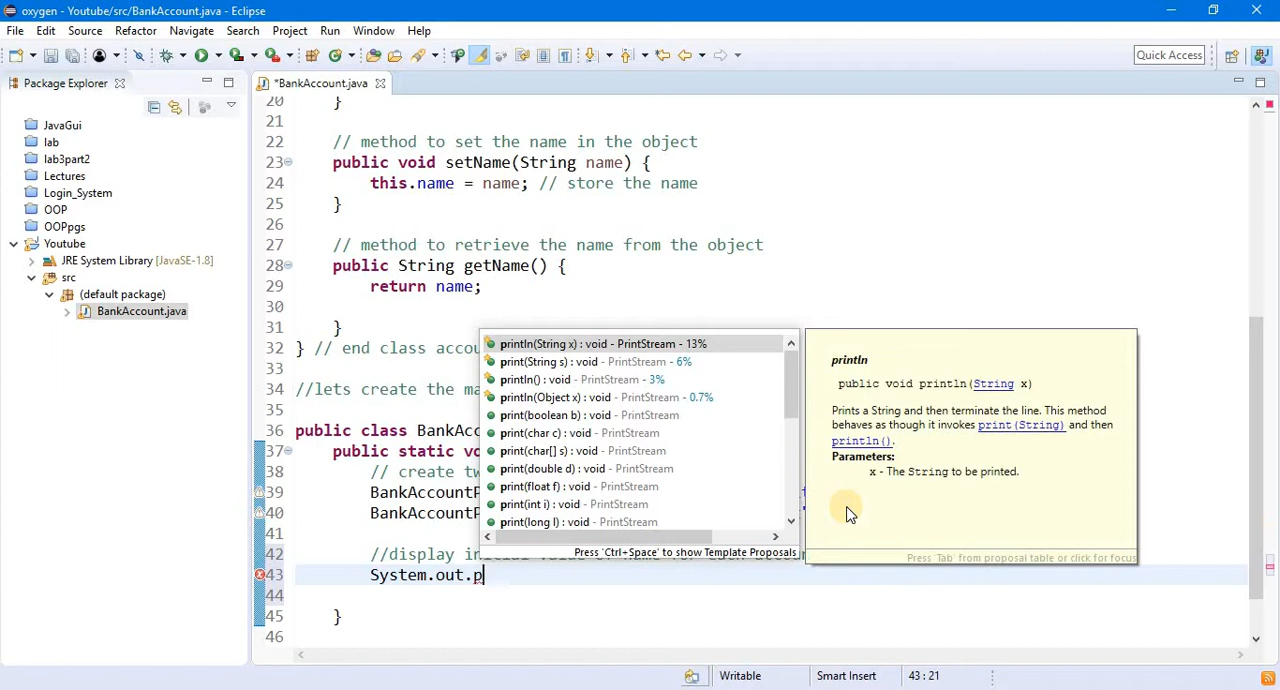 oxygen - Youtube/src/BankAccount.java - Eclipse
File Edit Source Refactor Navigate Search Project Run Window Help
Quick Access
Package Explorer
JavaGui
lab
lab3part2
Lectures
Login_System
OOP
OOPpgs
Youtube
JRE System Library [JavaSE-1.8]
src
(default package)
BankAccount.java
*BankAccount.java
20 }
21
22 // method to set the name in the object
23 public void setName(String name) {
24 this.name = name; // store the name
25 }
26
27 // method to retrieve the name from the object
28 public String getName() {
29 return name;
30
31 }
32 } // end class acco
33
34 //lets create the ma
35
36 public class BankAcc
37 public static vo
38 // create tw
39 BankAccountP
40 BankAccountP
41
42 //display
43 System.out.p
44
45 }
46
println(String x) : void - PrintStream - 13%
print(String s) : void - PrintStream - 6%
println() : void - PrintStream - 3%
println(Object x) : void - PrintStream - 0.7%
print(boolean b) : void - PrintStream
print(char c) : void - PrintStream
print(char[] s) : void - PrintStream
print(double d) : void - PrintStream
print(float f) : void - PrintStream
print(int i) : void - PrintStream
print(long l) : void - PrintStream
Press 'Ctrl+Space' to show Template Proposals
println
public void println(String x)
Prints a String and then terminate the line. This method
behaves as though it invokes print(String) and then
println().
Parameters:
x - The String to be printed.
Press 'Tab' from proposal table or click for focus
Writable Smart Insert 43 : 21